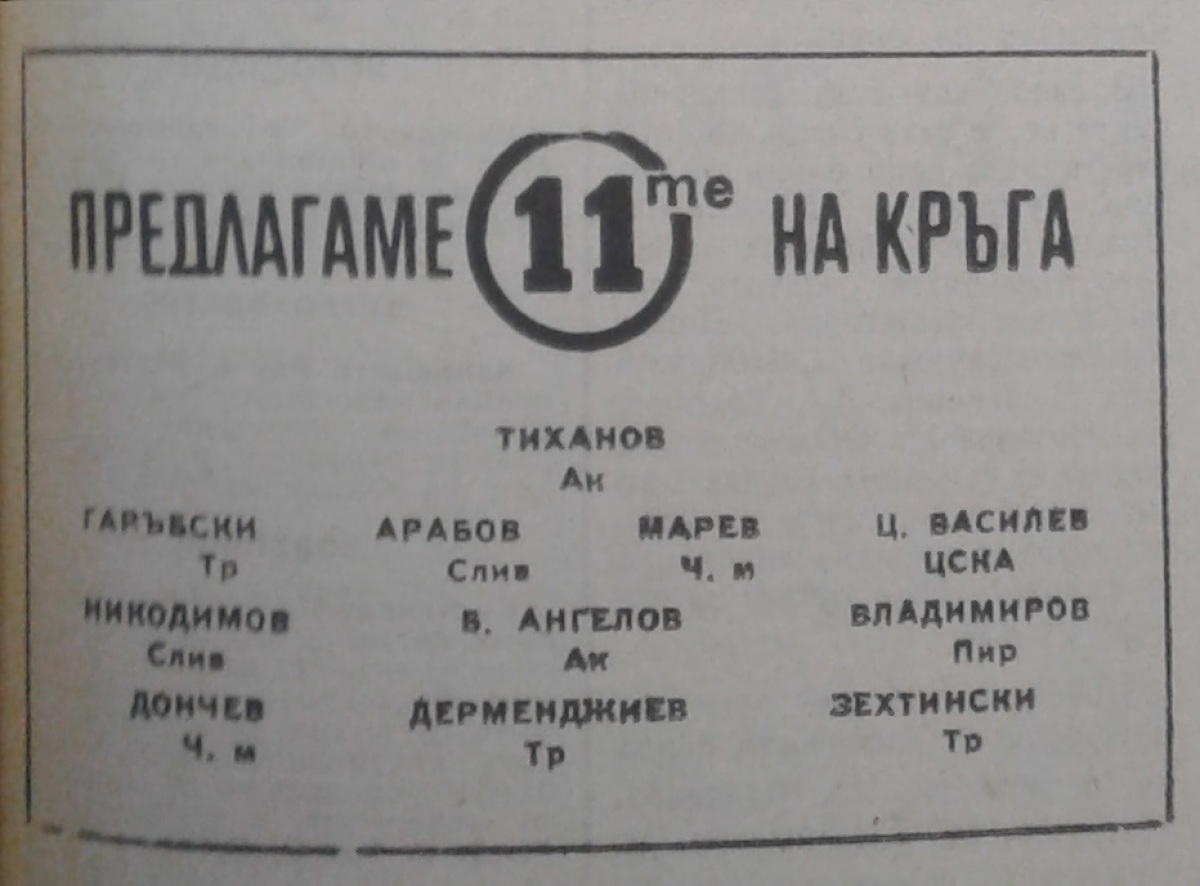 ПРЕДЛАГАМЕ 11те НА КРЪГА
ТИХАНОВ
Ак
ГАРЪБСКИ АРАБОВ МАРЕВ Ц. ВАСИЛЕВ
Тр Слив Ч. м ЦСКА
НИКОДИМОВ В. АНГЕЛОВ ВЛАДИМИРОВ
Слив Ак Пир
ДОНЧЕВ ДЕРМЕНДЖИЕВ ЗЕХТИНСКИ
Ч. м Тр Тр